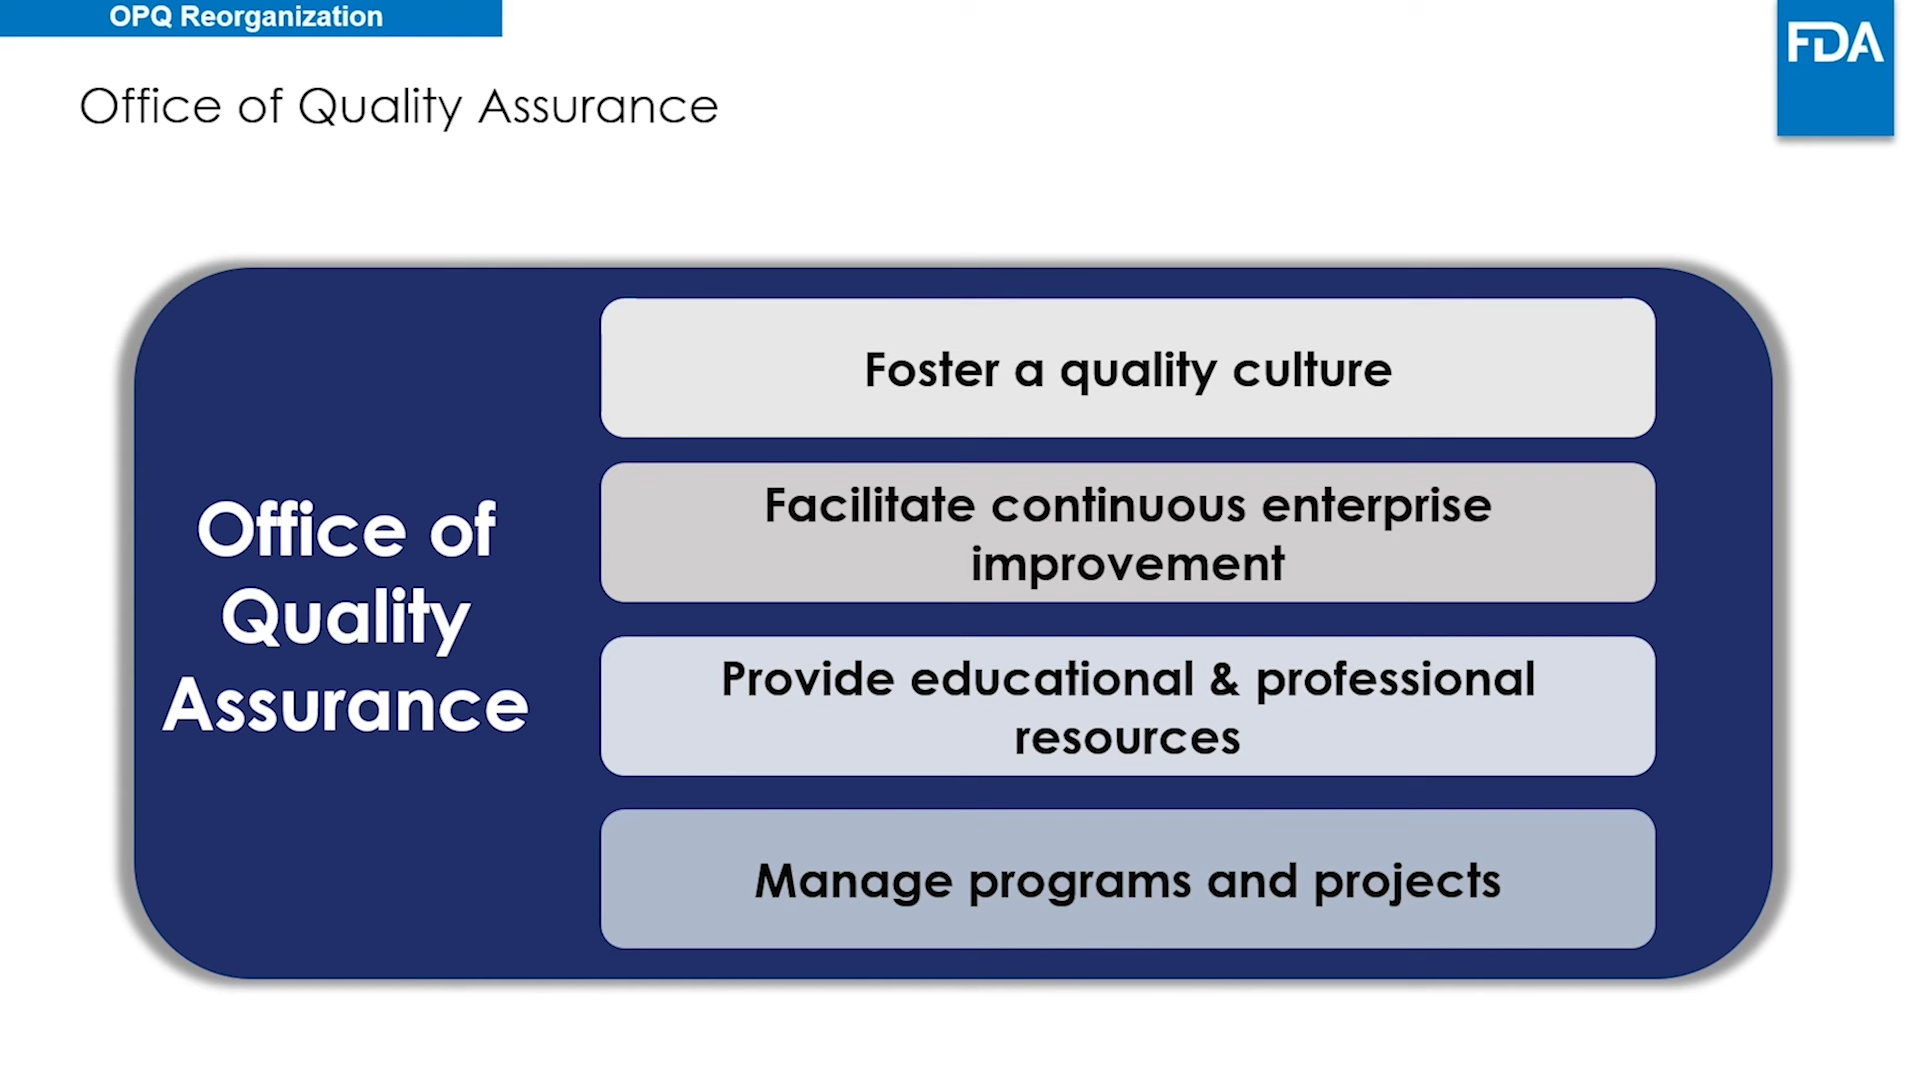 OPQ Reorganization
FDA
Office of Quality Assurance
Office of
Quality
Assurance
Foster a quality culture
Facilitate continuous enterprise
improvement
Provide educational & professional
resources
Manage programs and projects